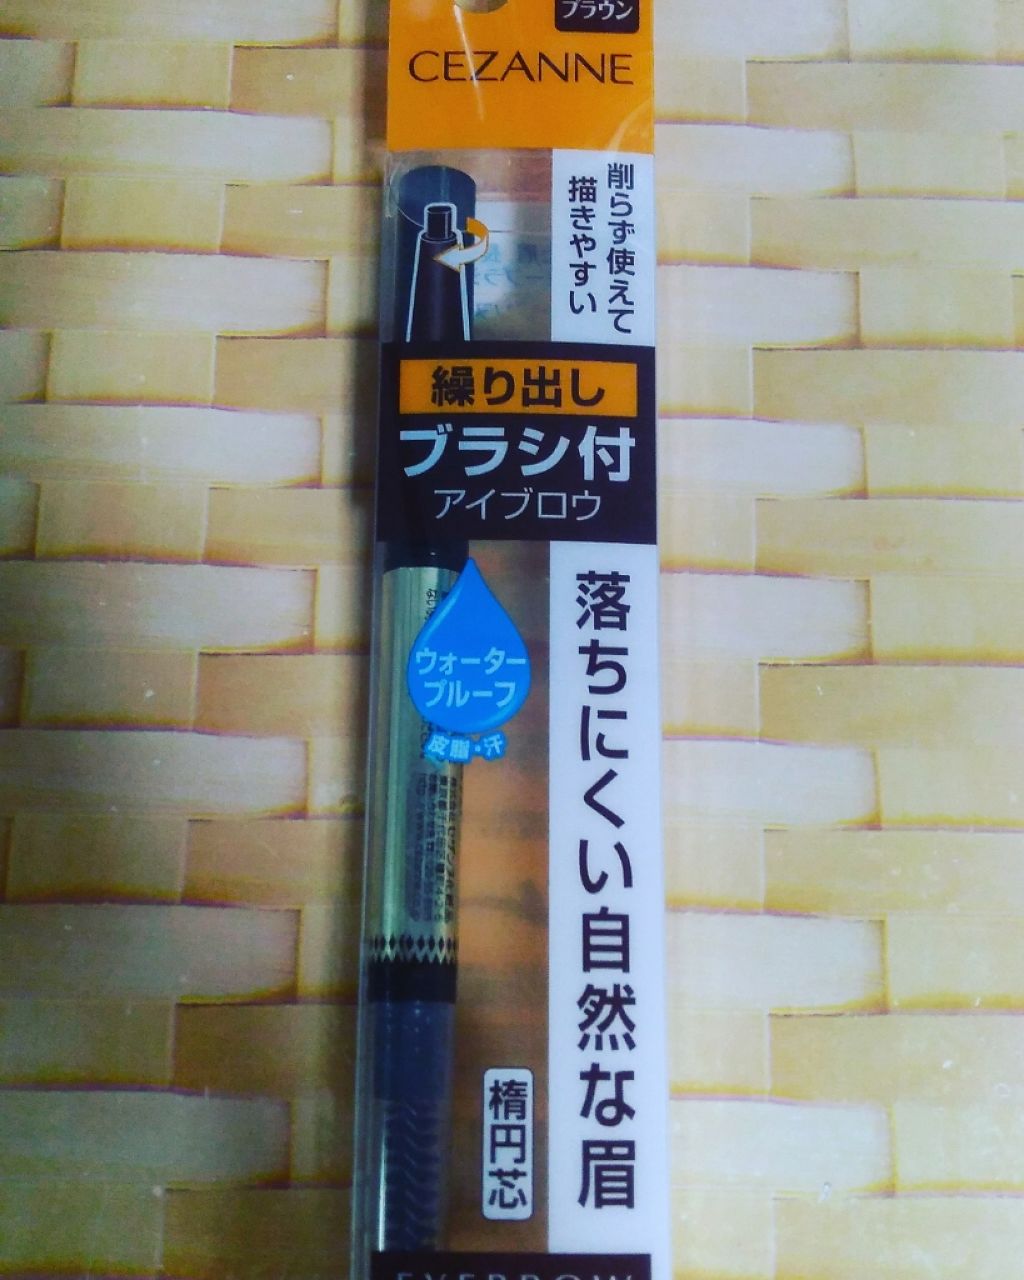 ブラウン
CEZANNE
削らず使えて
描きやすい
繰り出し
ブラシ付
アイブロウ
ウォーター
プルーフ
皮脂・汗
落ちにくい自然な眉
楕円芯
EYEBROW